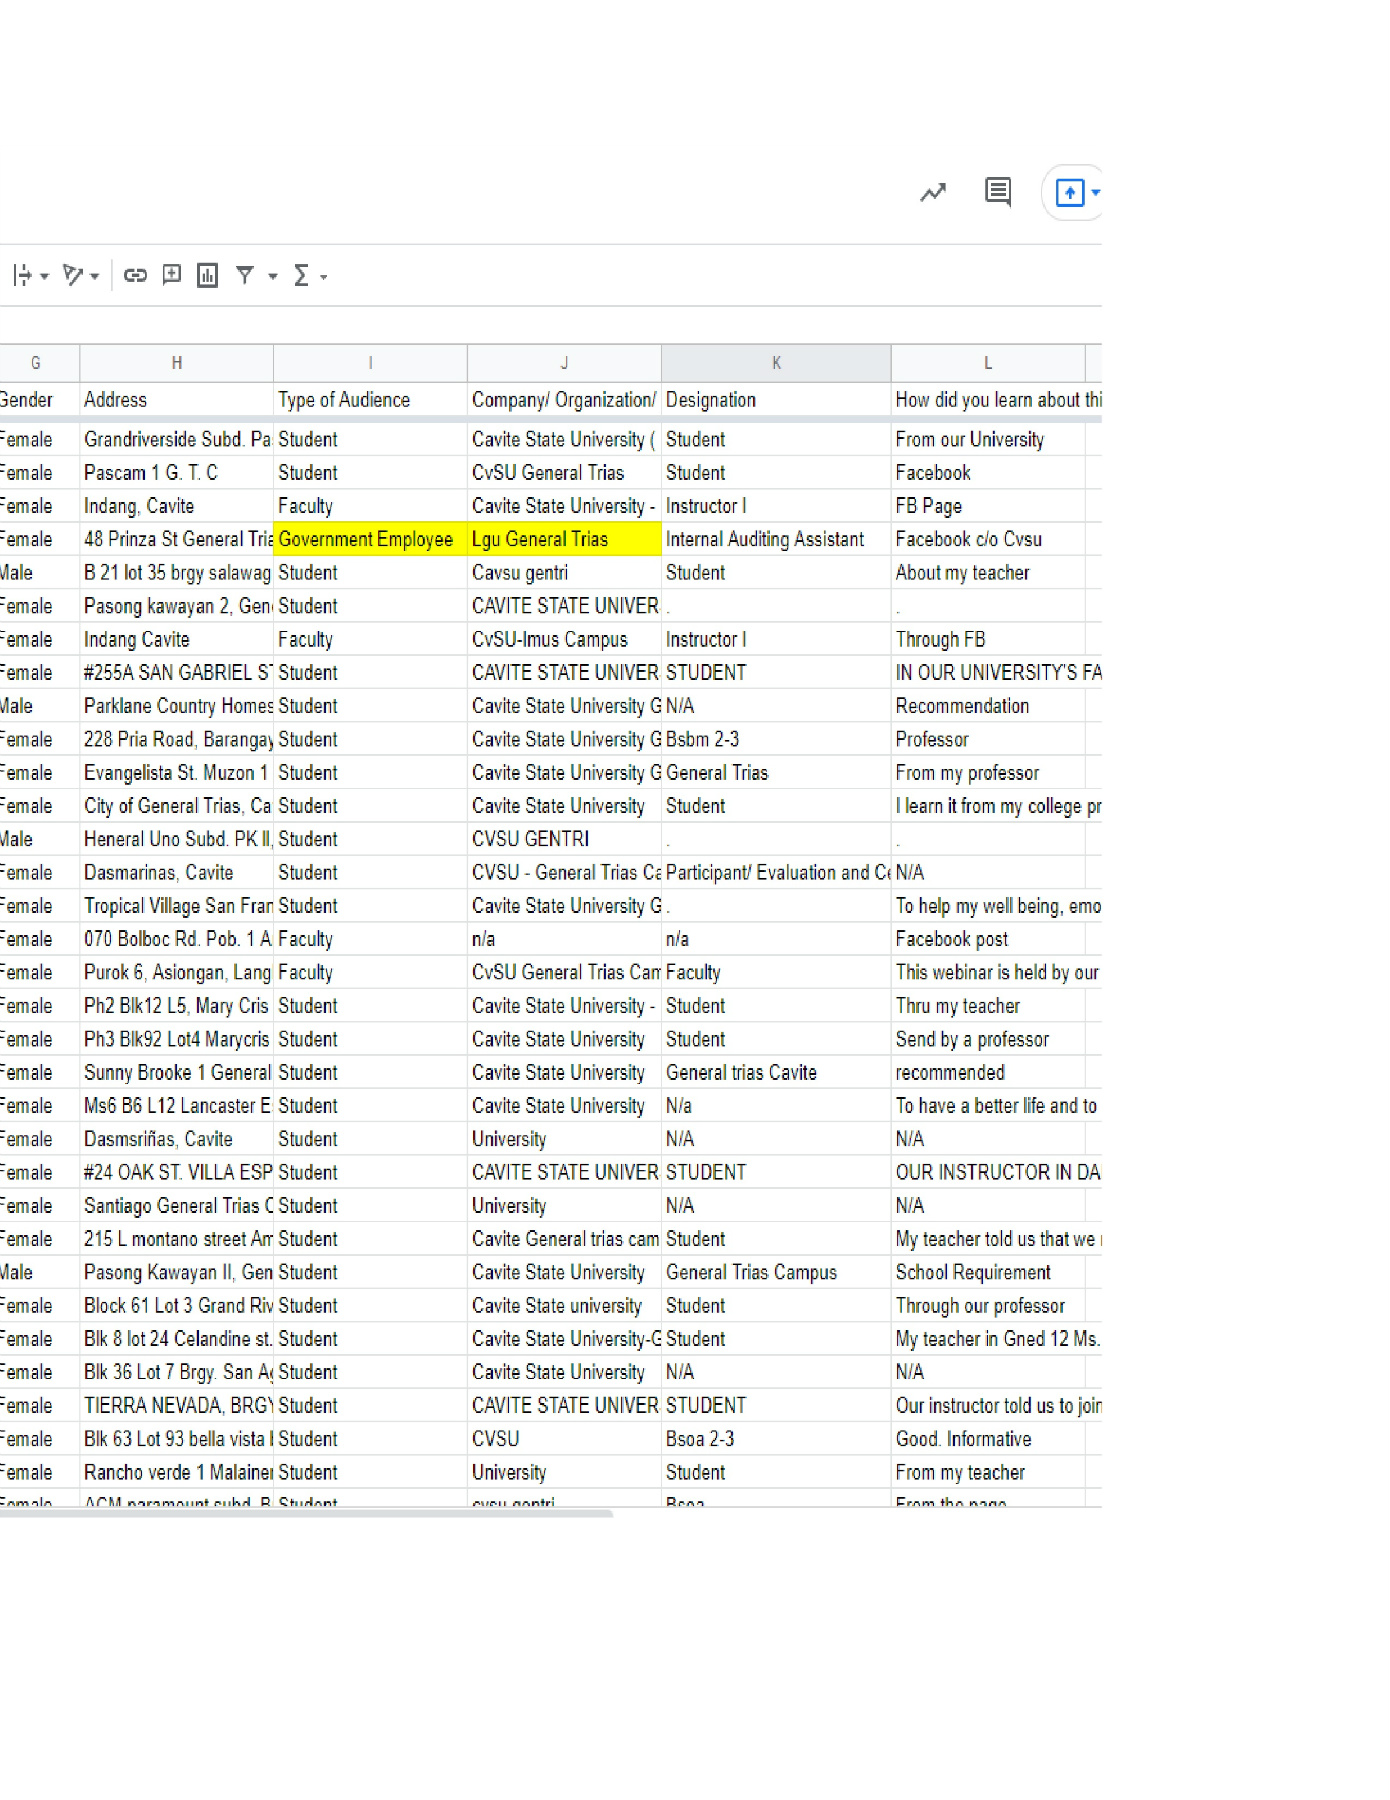 G H I J K L
Gender Address Type of Audience Company/ Organization/ Designation How did you learn about thi
Female Grandriverside Subd. Pa Student Cavite State University ( Student From our University
Female Pascam 1 G. T. C Student CvSU General Trias Student Facebook
Female Indang, Cavite Faculty Cavite State University - Instructor I FB Page
Female 48 Prinza St General Tria Government Employee Lgu General Trias Internal Auditing Assistant Facebook c/o Cvsu
Male B 21 lot 35 brgy salawag Student Cavsu gentri Student About my teacher
Female Pasong kawayan 2, Gen Student CAVITE STATE UNIVER . .
Female Indang Cavite Faculty CvSU-Imus Campus Instructor I Through FB
Female #255A SAN GABRIEL ST Student CAVITE STATE UNIVER STUDENT IN OUR UNIVERSITY'S FA
Male Parklane Country Homes Student Cavite State University G N/A Recommendation
Female 228 Pria Road, Barangay Student Cavite State University G Bsbm 2-3 Professor
Female Evangelista St. Muzon 1 Student Cavite State University G General Trias From my professor
Female City of General Trias, Ca Student Cavite State University Student I learn it from my college pr
Male Heneral Uno Subd. PK II, Student CVSU GENTRI . .
Female Dasmarinas, Cavite Student CVSU - General Trias Ca Participant/ Evaluation and Ce N/A
Female Tropical Village San Fran Student Cavite State University G . To help my well being, emo
Female 070 Bolboc Rd. Pob. 1 A Faculty n/a n/a Facebook post
Female Purok 6, Asiongan, Lang Faculty CvSU General Trias Cam Faculty This webinar is held by our
Female Ph2 Blk12 L5, Mary Cris Student Cavite State University - Student Thru my teacher
Female Ph3 Blk92 Lot4 Marycris Student Cavite State University Student Send by a professor
Female Sunny Brooke 1 General Student Cavite State University General trias Cavite recommended
Female Ms6 B6 L12 Lancaster E Student Cavite State University N/a To have a better life and to
Female Dasmsriñas, Cavite Student University N/A N/A
Female #24 OAK ST. VILLA ESP Student CAVITE STATE UNIVER STUDENT OUR INSTRUCTOR IN DA
Female Santiago General Trias C Student University N/A N/A
Female 215 L montano street Am Student Cavite General trias cam Student My teacher told us that we
Male Pasong Kawayan II, Gen Student Cavite State University General Trias Campus School Requirement
Female Block 61 Lot 3 Grand Riv Student Cavite State university Student Through our professor
Female Blk 8 lot 24 Celandine st. Student Cavite State University-G Student My teacher in Gned 12 Ms.
Female Blk 36 Lot 7 Brgy. San Ag Student Cavite State University N/A N/A
Female TIERRA NEVADA, BRGY Student CAVITE STATE UNIVER STUDENT Our instructor told us to join
Female Blk 63 Lot 93 bella vista Student CVSU Bsoa 2-3 Good. Informative
Female Rancho verde 1 Malainen Student University Student From my teacher
Female ACM paramount subd. B Student cvsu gentri Bsoa From the page